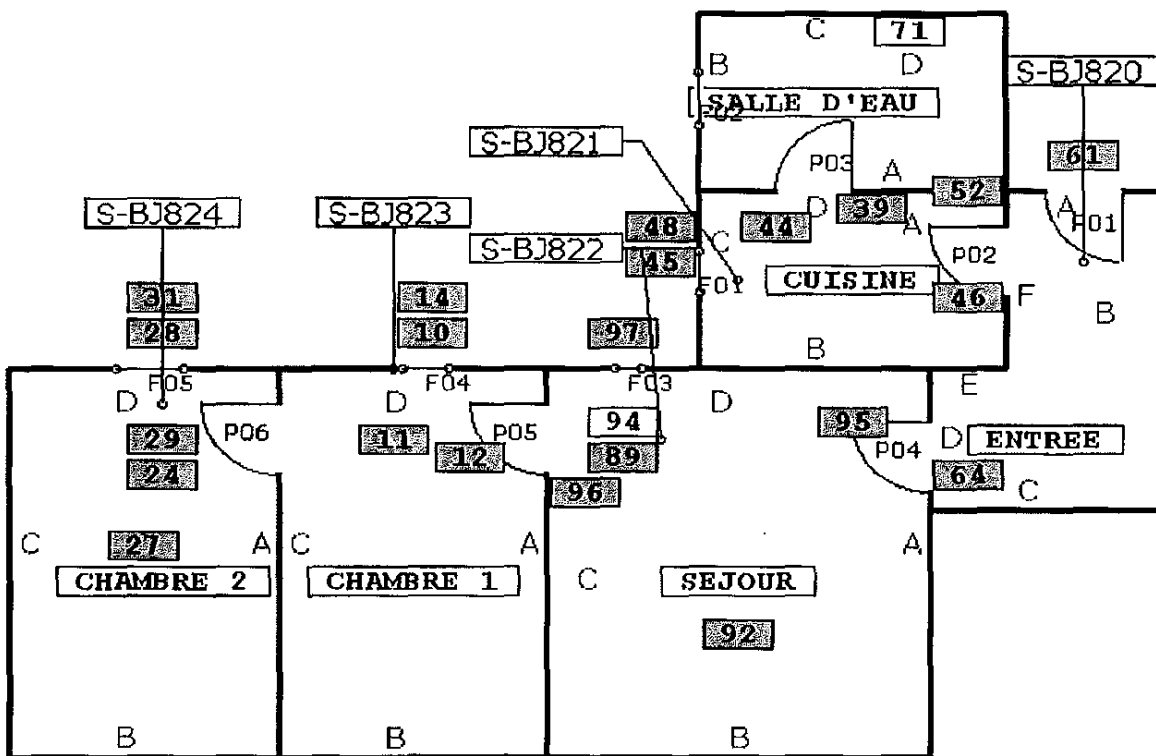 C 71
B D S-BJ820
SALLE D'EAU
F02
S-BJ821
P03 61
A
52
S-BJ824 S-BJ823 48 44 D 39 A A F01
S-BJ822 45 C
P02
F01 CUISINE 46 F
31 14 B
28 10 97
B
F05 F04 F03 E
D D D
94 95
29 P06 11 P05 P04 D ENTREE
24 12 89
96 64
C
C 27 A C A A
CHAMBRE 2 CHAMBRE 1 C SEJOUR
92
B B B